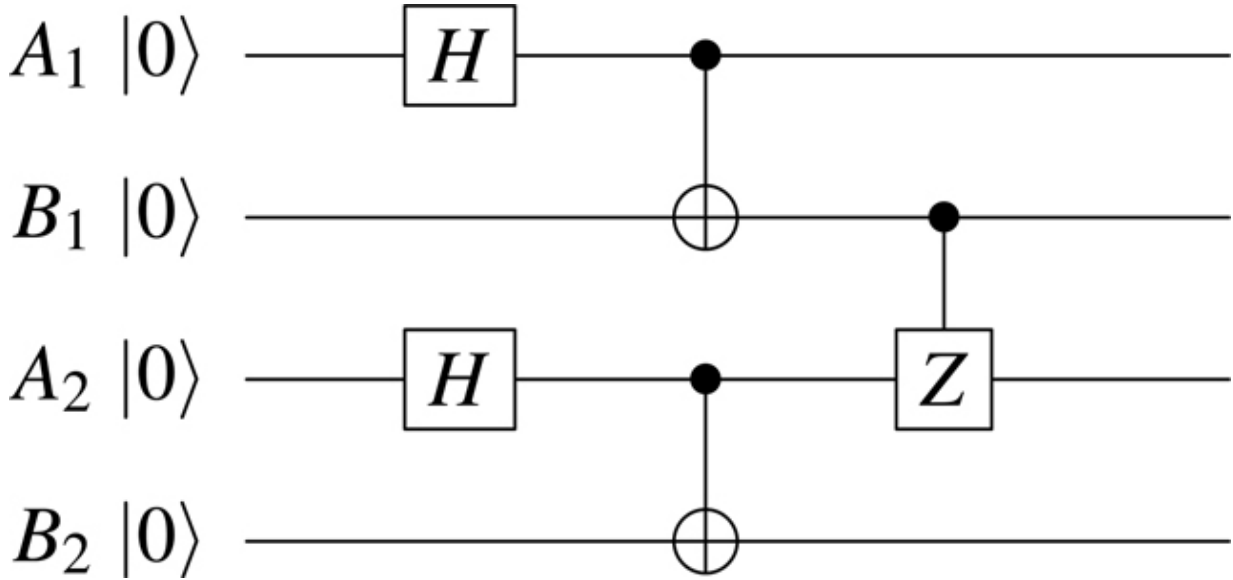 A₁ |0⟩ H
B₁ |0⟩
A₂ |0⟩ H Z
B₂ |0⟩